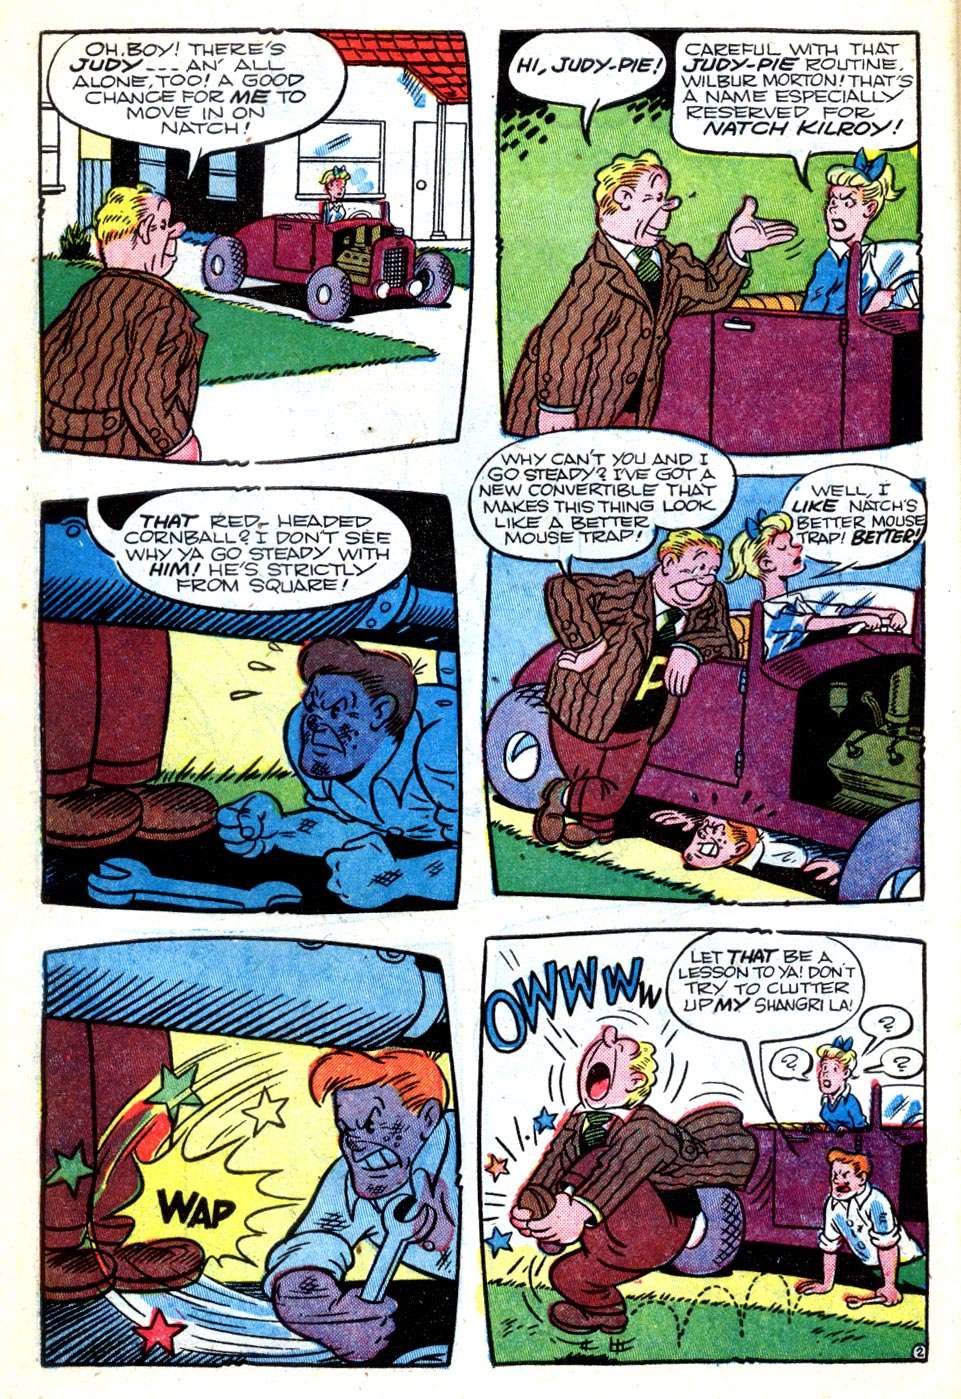 OH, BOY! THERE'S
JUDY... AN' ALL
ALONE, TOO! A GOOD
CHANCE FOR ME TO
MOVE IN ON
NATCH!
HI, JUDY-PIE!
CAREFUL WITH THAT
JUDY-PIE ROUTINE,
WILBUR MORTON! THAT'S
A NAME ESPECIALLY
RESERVED FOR
NATCH KILROY!
THAT RED-HEADED
CORNBALL? I DON'T SEE
WHY YA GO STEADY WITH
HIM! HE'S STRICTLY
FROM SQUARE!
WHY CAN'T YOU AND I
GO STEADY? I'VE GOT A
NEW CONVERTIBLE THAT
MAKES THIS THING LOOK
LIKE A BETTER
MOUSE TRAP!
WELL, I
LIKE NATCH'S
BETTER MOUSE
TRAP! BETTER!
P
WAP
OWWWW
LET THAT BE A
LESSON TO YA! DON'T
TRY TO CLUTTER
UP MY SHANGRI LA!
?
?
?
2